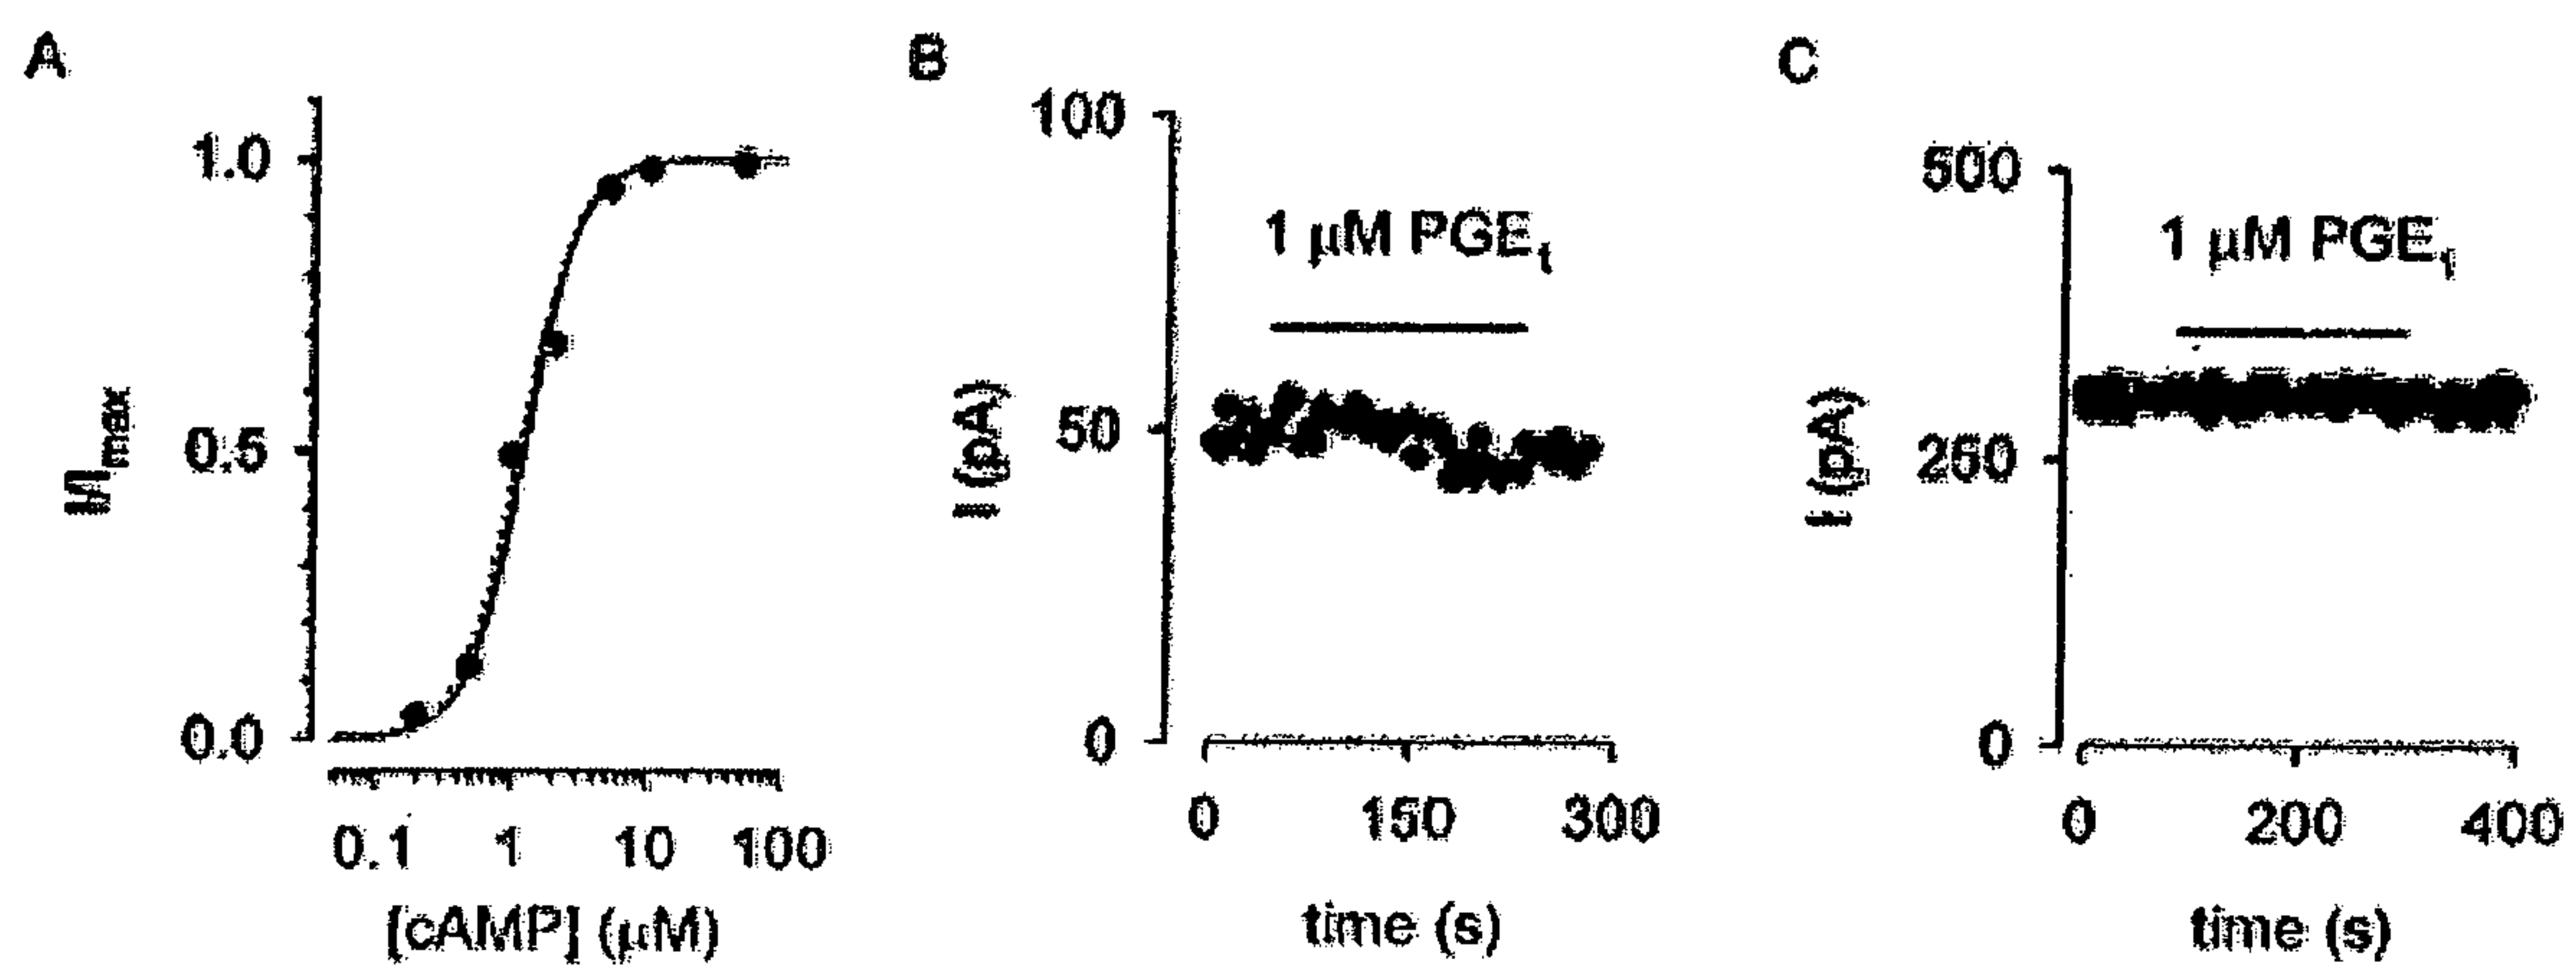 A
1.0
0.5
0.0
I/Imax
0.1 1 10 100
[cAMP] (μM)
B
100
1 μM PGE1
50
0
I (pA)
0 150 300
time (s)
C
500
1 μM PGE1
250
0
I (pA)
0 200 400
time (s)